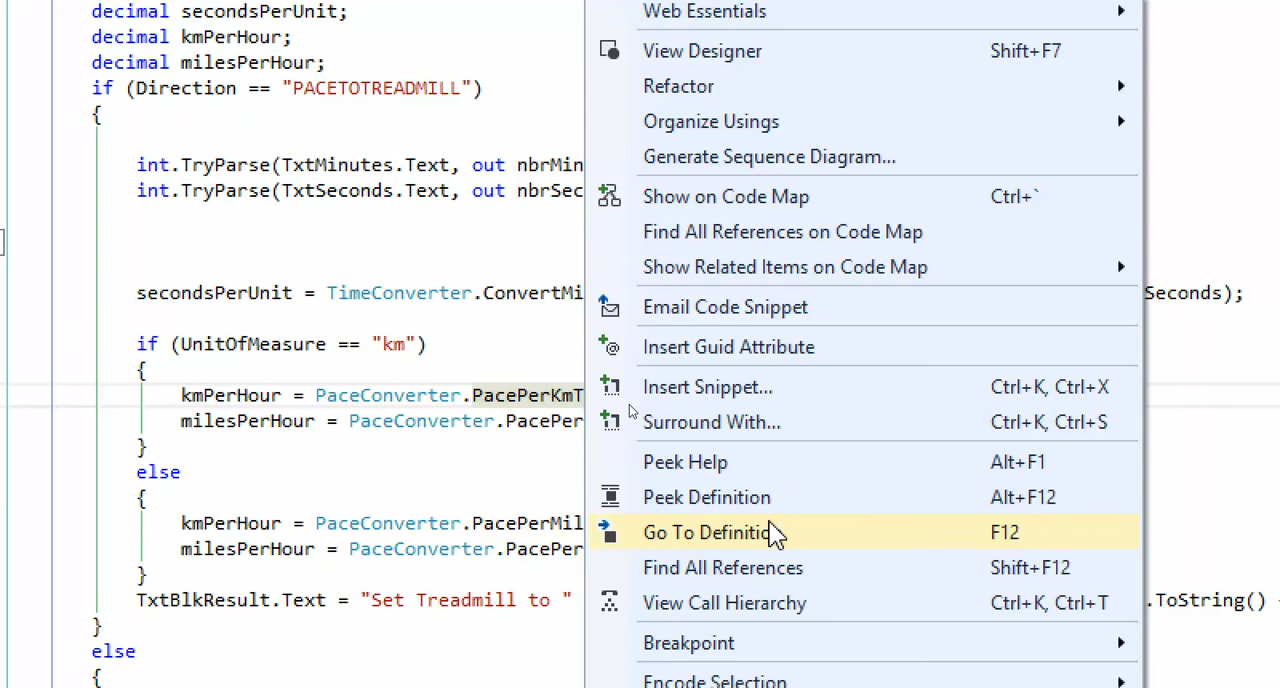 decimal secondsPerUnit;
decimal kmPerHour;
decimal milesPerHour;
if (Direction == "PACETOTREADMILL")
{
int.TryParse(TxtMinutes.Text, out nbrMin
int.TryParse(TxtSeconds.Text, out nbrSec
secondsPerUnit = TimeConverter.ConvertMi Seconds);
if (UnitOfMeasure == "km")
{
kmPerHour = PaceConverter.PacePerKmT
milesPerHour = PaceConverter.PacePer
}
else
{
kmPerHour = PaceConverter.PacePerMil
milesPerHour = PaceConverter.PacePer
}
TxtBlkResult.Text = "Set Treadmill to " .ToString()
}
else
{
Web Essentials
View Designer Shift+F7
Refactor
Organize Usings
Generate Sequence Diagram...
Show on Code Map Ctrl+`
Find All References on Code Map
Show Related Items on Code Map
Email Code Snippet
Insert Guid Attribute
Insert Snippet... Ctrl+K, Ctrl+X
Surround With... Ctrl+K, Ctrl+S
Peek Help Alt+F1
Peek Definition Alt+F12
Go To Definition F12
Find All References Shift+F12
View Call Hierarchy Ctrl+K, Ctrl+T
Breakpoint
Encode Selection